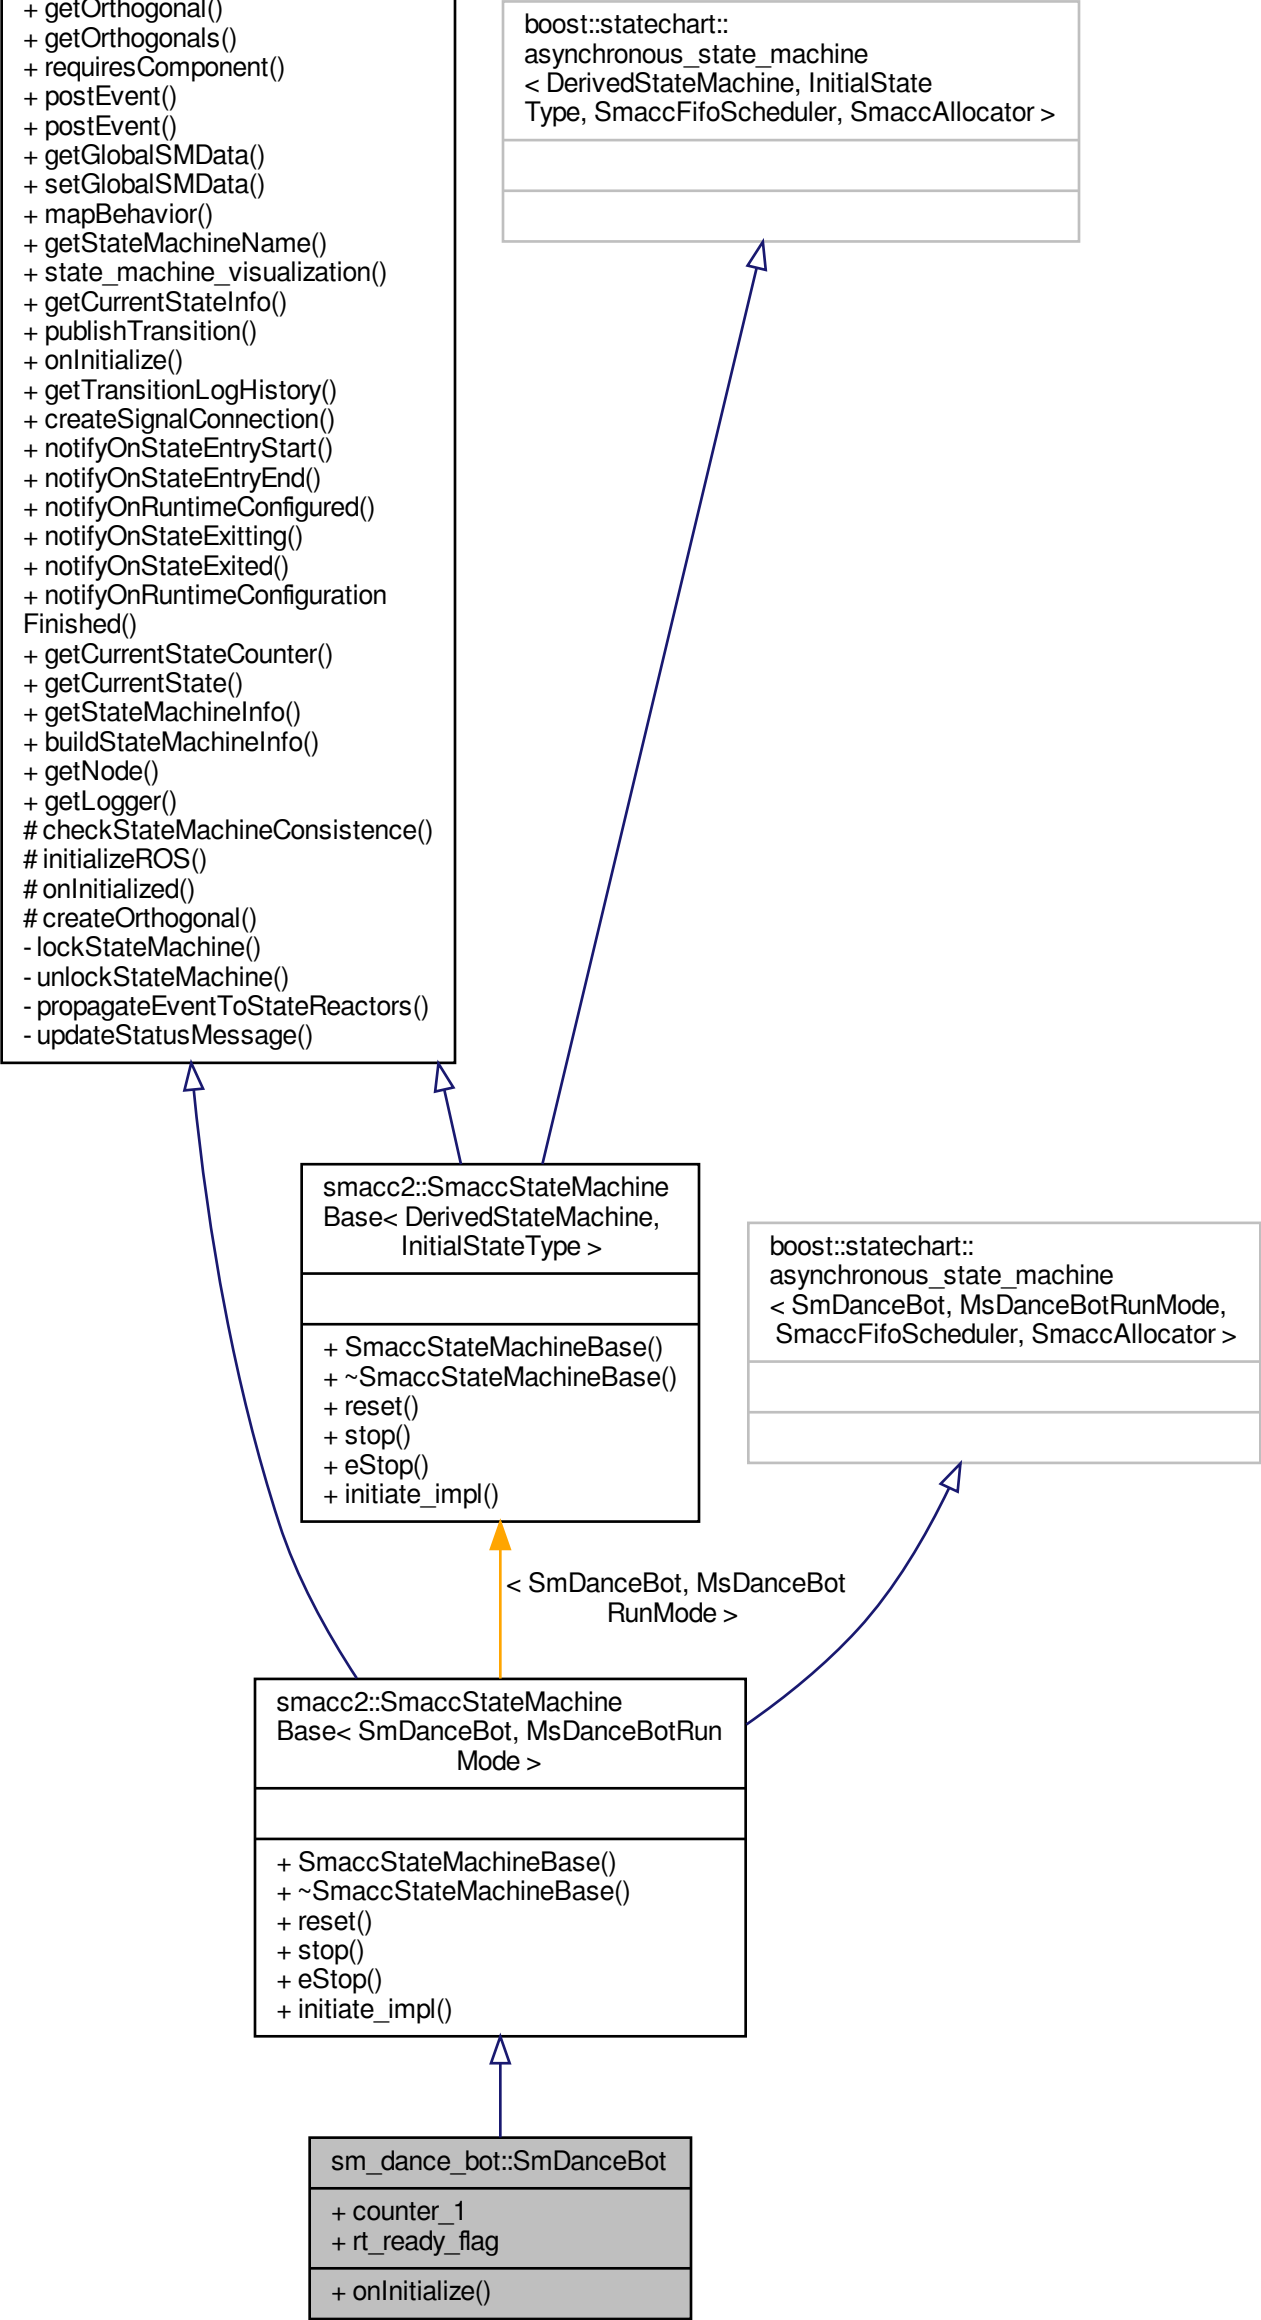 + getOrthogonal()
+ getOrthogonals()
+ requiresComponent()
+ postEvent()
+ postEvent()
+ getGlobalSMData()
+ setGlobalSMData()
+ mapBehavior()
+ getStateMachineName()
+ state_machine_visualization()
+ getCurrentStateInfo()
+ publishTransition()
+ onInitialize()
+ getTransitionLogHistory()
+ createSignalConnection()
+ notifyOnStateEntryStart()
+ notifyOnStateEntryEnd()
+ notifyOnRuntimeConfigured()
+ notifyOnStateExitting()
+ notifyOnStateExited()
+ notifyOnRuntimeConfiguration
Finished()
+ getCurrentStateCounter()
+ getCurrentState()
+ getStateMachineInfo()
+ buildStateMachineInfo()
+ getNode()
+ getLogger()
# checkStateMachineConsistence()
# initializeROS()
# onInitialized()
# createOrthogonal()
- lockStateMachine()
- unlockStateMachine()
- propagateEventToStateReactors()
- updateStatusMessage()
boost::statechart::
asynchronous_state_machine
< DerivedStateMachine, InitialState
Type, SmaccFifoScheduler, SmaccAllocator >
smacc2::SmaccStateMachine
Base< DerivedStateMachine,
InitialStateType >
+ SmaccStateMachineBase()
+ ~SmaccStateMachineBase()
+ reset()
+ stop()
+ eStop()
+ initiate_impl()
boost::statechart::
asynchronous_state_machine
< SmDanceBot, MsDanceBotRunMode,
SmaccFifoScheduler, SmaccAllocator >
< SmDanceBot, MsDanceBot
RunMode >
smacc2::SmaccStateMachine
Base< SmDanceBot, MsDanceBotRun
Mode >
+ SmaccStateMachineBase()
+ ~SmaccStateMachineBase()
+ reset()
+ stop()
+ eStop()
+ initiate_impl()
sm_dance_bot::SmDanceBot
+ counter_1
+ rt_ready_flag
+ onInitialize()